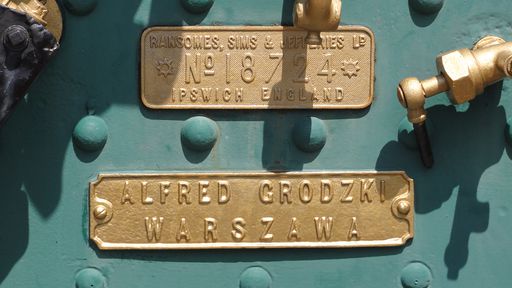 RANSOMES, SIMS & JEFFERIES LD
No 18724
IPSWICH ENGLAND
ALFRED GRODZKI
WARSZAWA